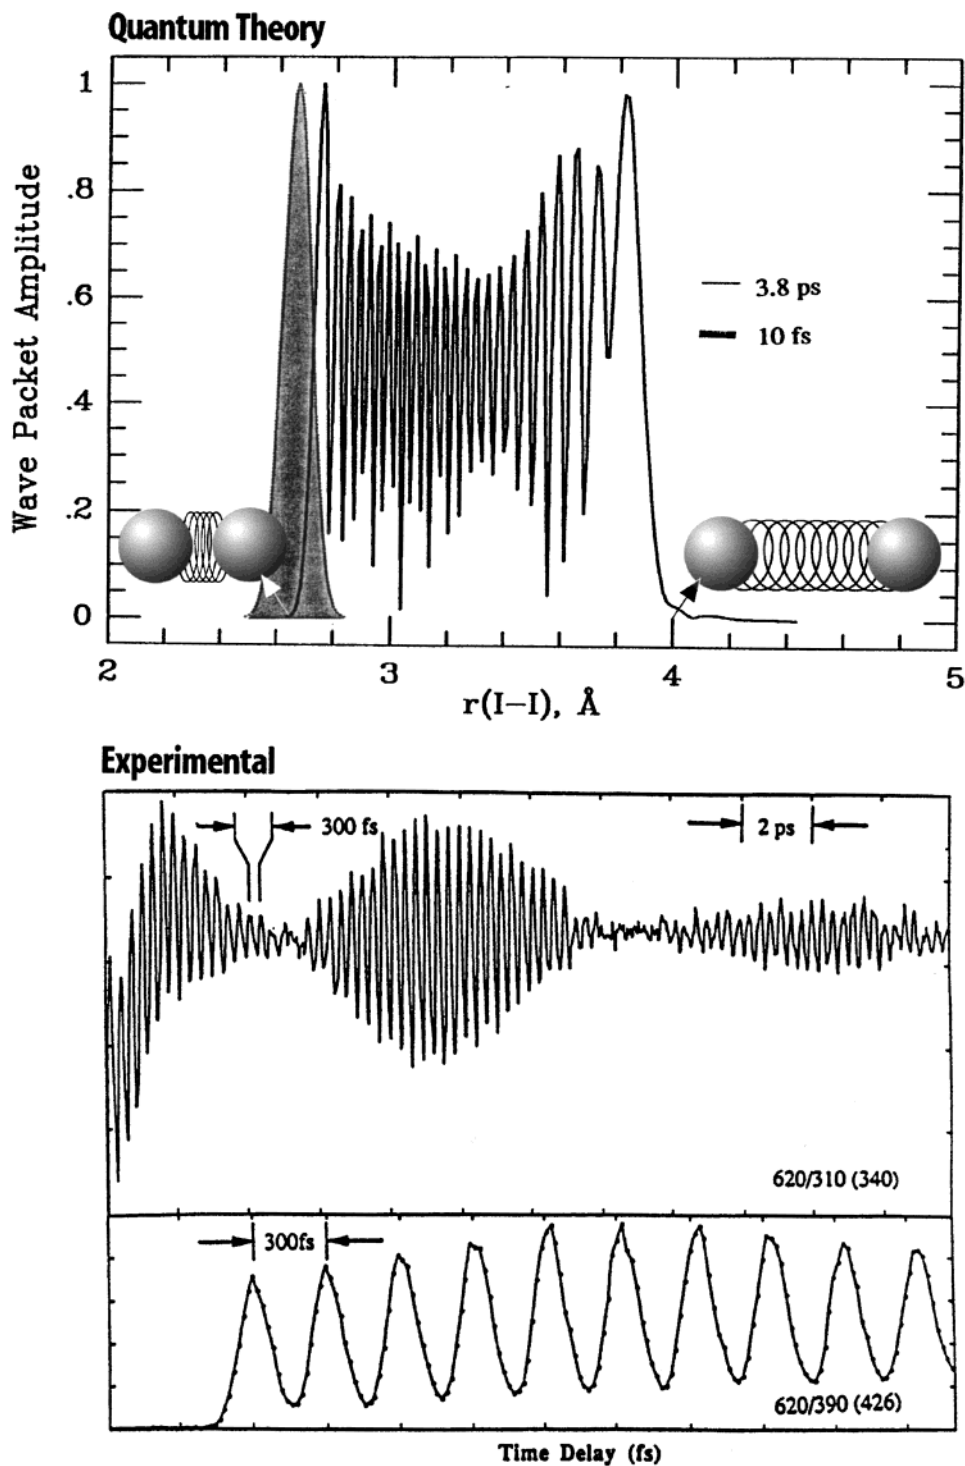 Quantum Theory
Wave Packet Amplitude
1
.8
.6
.4
.2
0
3.8 ps
10 fs
2 3 4 5
r(I–I), Å
Experimental
300 fs
2 ps
620/310 (340)
300fs
620/390 (426)
Time Delay (fs)